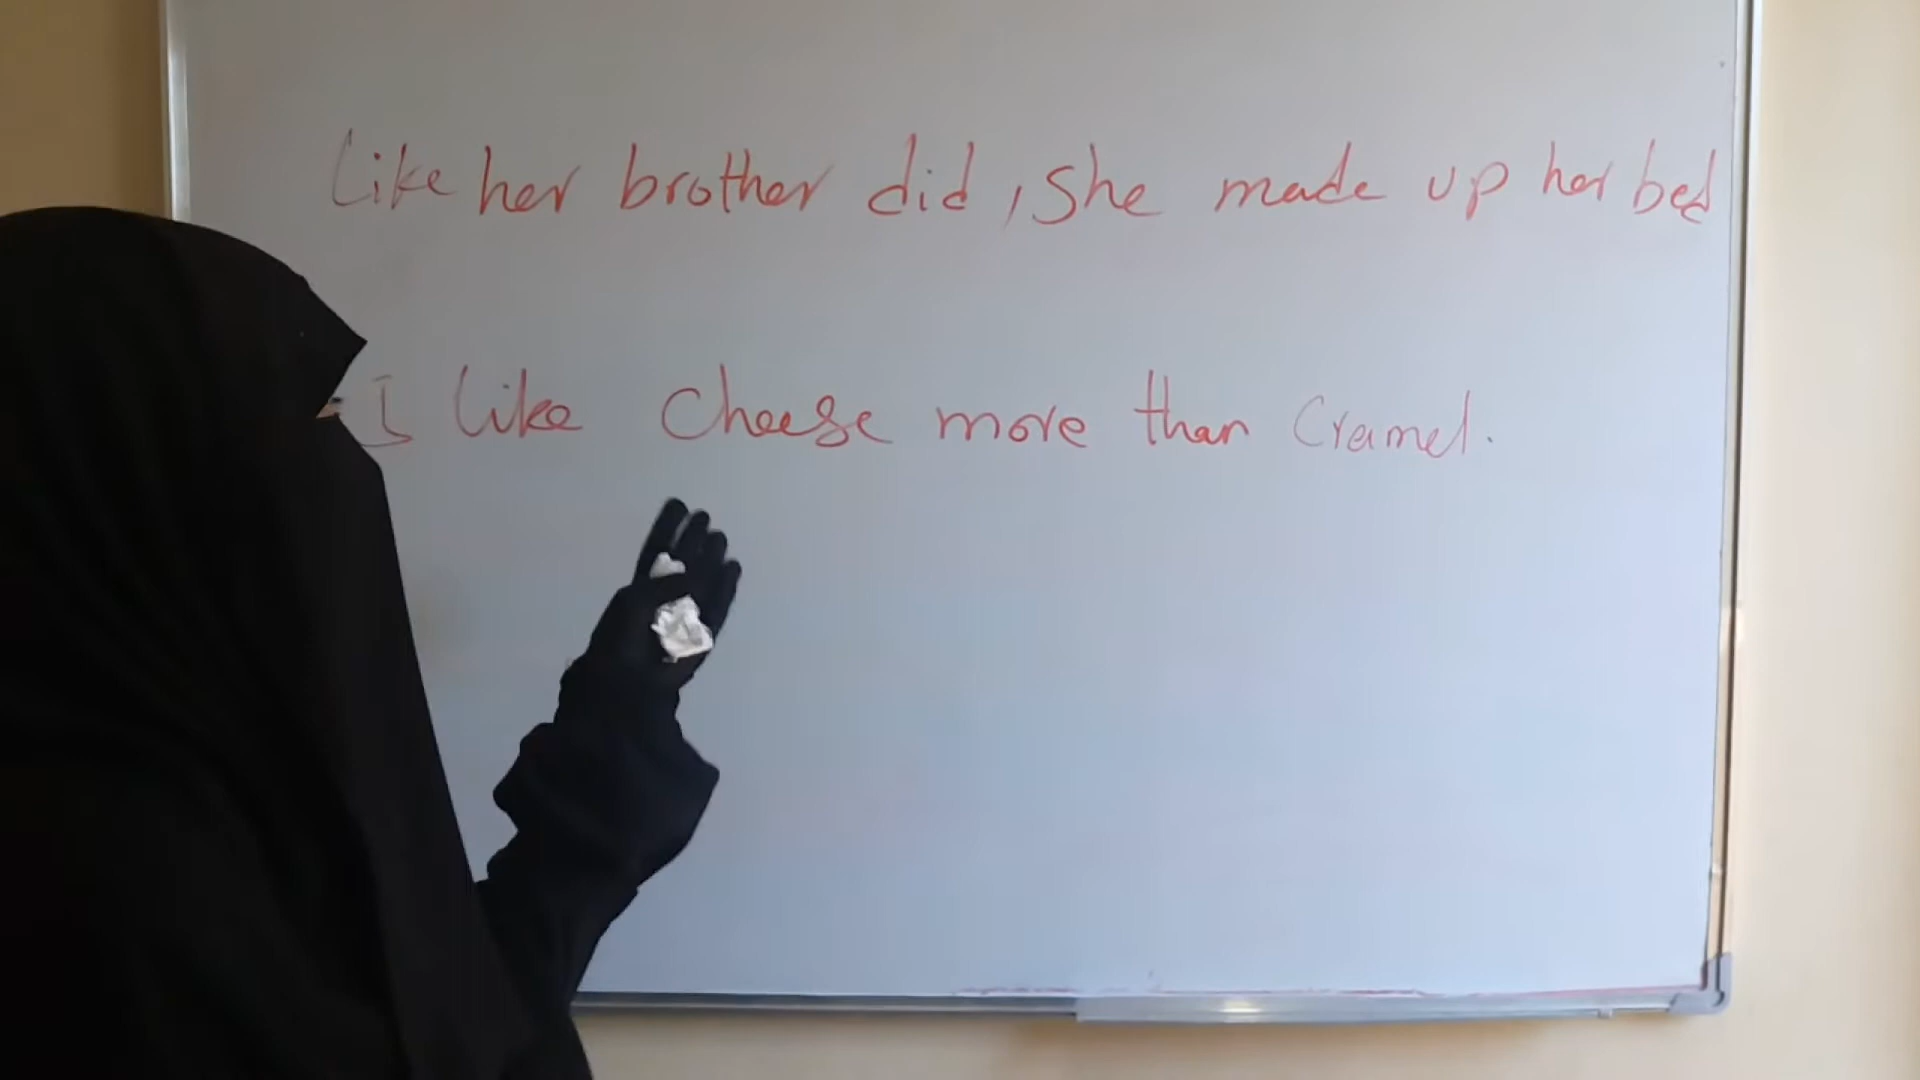 Like her brother did, She made up her bed
I like Cheese more than Cramel.